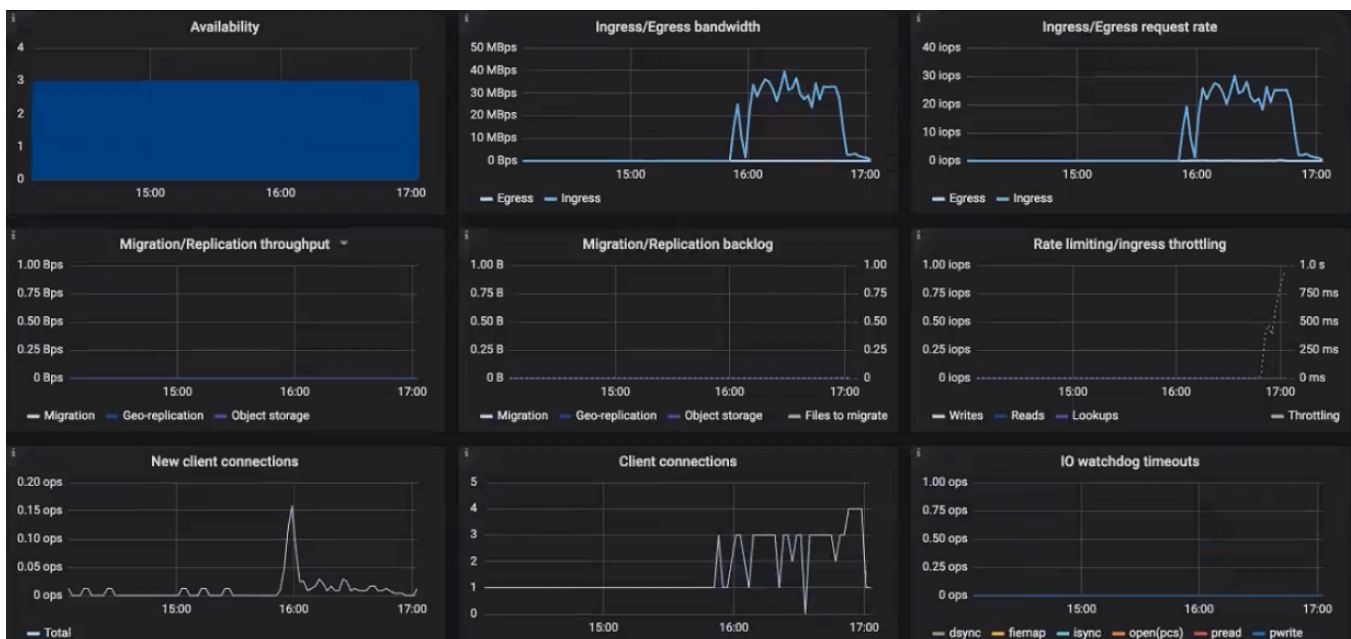 Availability
4
3
2
1
0
15:00 16:00 17:00
Ingress/Egress bandwidth
50 MBps
40 MBps
30 MBps
20 MBps
10 MBps
0 Bps
15:00 16:00 17:00
Egress Ingress
Ingress/Egress request rate
40 iops
30 iops
20 iops
10 iops
0 iops
15:00 16:00 17:00
Egress Ingress
Migration/Replication throughput
1.00 Bps
0.75 Bps
0.50 Bps
0.25 Bps
0 Bps
15:00 16:00 17:00
Migration Geo-replication Object storage
Migration/Replication backlog
1.00 B 1.00
0.75 B 0.75
0.50 B 0.50
0.25 B 0.25
0 B 0
15:00 16:00 17:00
Migration Geo-replication Object storage Files to migrate
Rate limiting/ingress throttling
1.00 iops 1.0 s
0.75 iops 750 ms
0.50 iops 500 ms
0.25 iops 250 ms
0 iops 0 ms
15:00 16:00 17:00
Writes Reads Lookups Throttling
New client connections
0.20 ops
0.15 ops
0.10 ops
0.05 ops
0 ops
15:00 16:00 17:00
Total
Client connections
5
4
3
2
1
0
15:00 16:00 17:00
IO watchdog timeouts
1.00 ops
0.75 ops
0.50 ops
0.25 ops
0 ops
15:00 16:00 17:00
dsync fiemap isync open(pcs) pread pwrite